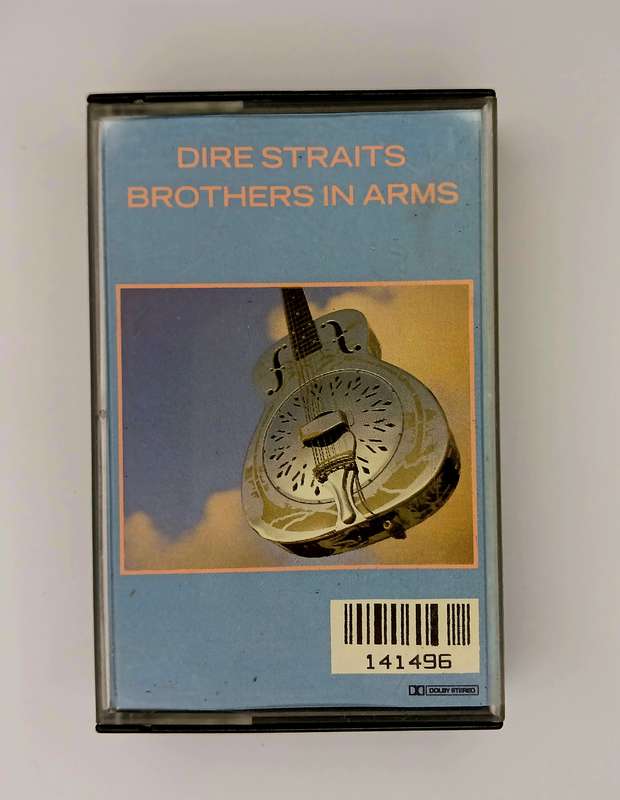 DIRE STRAITS
BROTHERS IN ARMS
141496
DOLBY STEREO